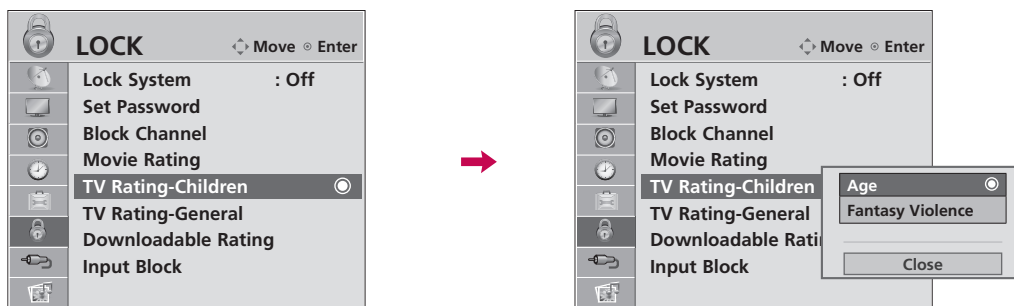 LOCK Move Enter
Lock System : Off
Set Password
Block Channel
Movie Rating
TV Rating-Children
TV Rating-General
Downloadable Rating
Input Block
LOCK Move Enter
Lock System : Off
Set Password
Block Channel
Movie Rating
TV Rating-Children
TV Rating-General
Downloadable Rati
Input Block
Age
Fantasy Violence
Close